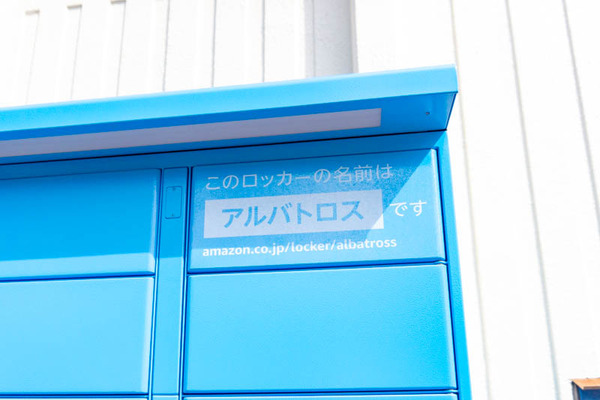 このロッカーの名前は
アルバトロス です
amazon.co.jp/locker/albatross